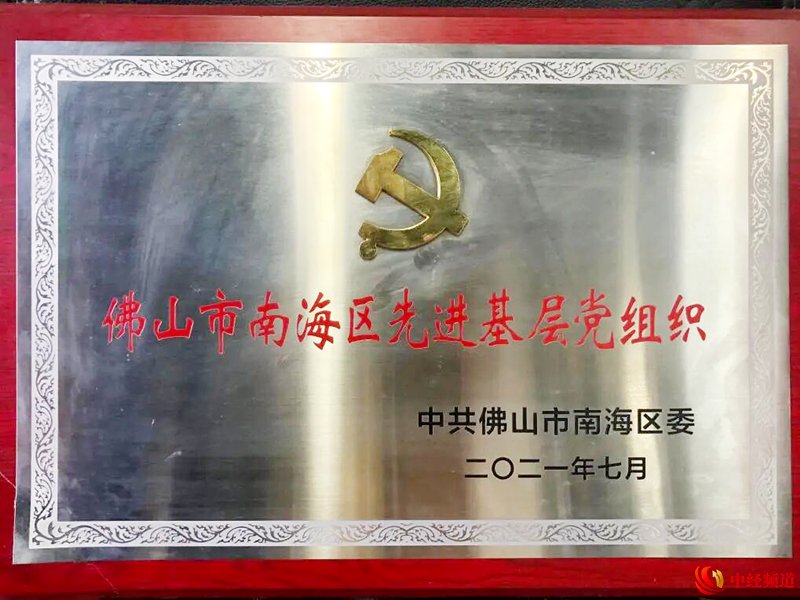 佛山市南海区先进基层党组织
中共佛山市南海区委
二〇二一年七月
中经频道